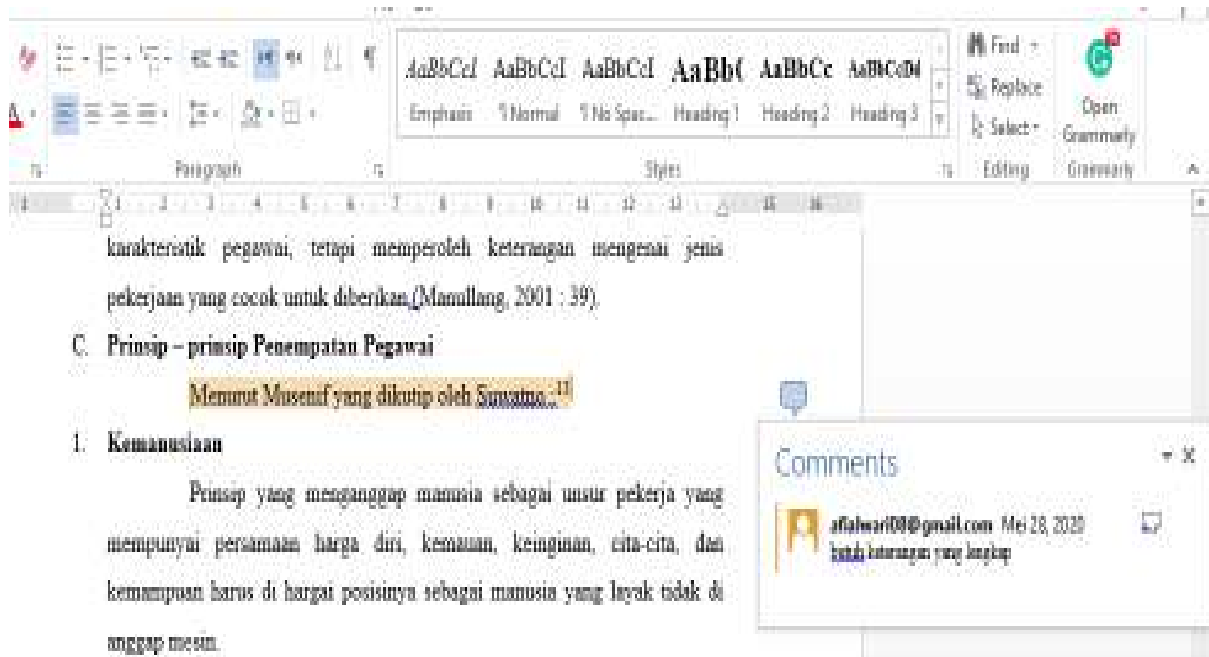 Find
Replace
Select
AaBbCcI AaBbCcI AaBbCcI AaBb( AaBbCc AaBbCcDd
Emphasis ¶ Normal ¶ No Spac... Heading 1 Heading 2 Heading 3
Open
Grammarly
Paragraph Styles Editing Grammarly
karakteristik pegawai, tetapi memperoleh keterangan mengenai jenis
pekerjaan yang cocok untuk diberikan.(Manullang, 2001 : 39).
C. Prinsip – prinsip Penempatan Pegawai
Menurut Musenif yang dikutip oleh Suwatno :
1. Kemanusiaan
Prinsip yang menganggap manusia sebagai unsur pekerja yang
mempunyai persamaan harga diri, kemauan, keinginan, cita-cita, dan
kemampuan harus di hargai posisinya sebagai manusia yang layak tidak di
anggap mesin.
Comments
afialwari08@gmail.com Mei 28, 2020
butuh keterangan yang lengkap